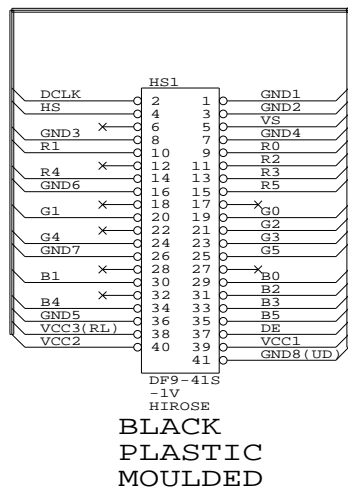 HS1
DCLK 2 1 GND1
HS 4 3 GND2
6 5 VS
GND3 8 7 GND4
R1 10 9 R0
12 11 R2
R4 14 13 R3
GND6 16 15 R5
18 17
G1 20 19 G0
22 21 G2
G4 24 23 G3
GND7 26 25 G5
28 27
B1 30 29 B0
32 31 B2
B4 34 33 B3
GND5 36 35 B5
VCC3(RL) 38 37 DE
VCC2 40 39 VCC1
41 GND8(UD)
DF9-41S
-1V
HIROSE
BLACK
PLASTIC
MOULDED